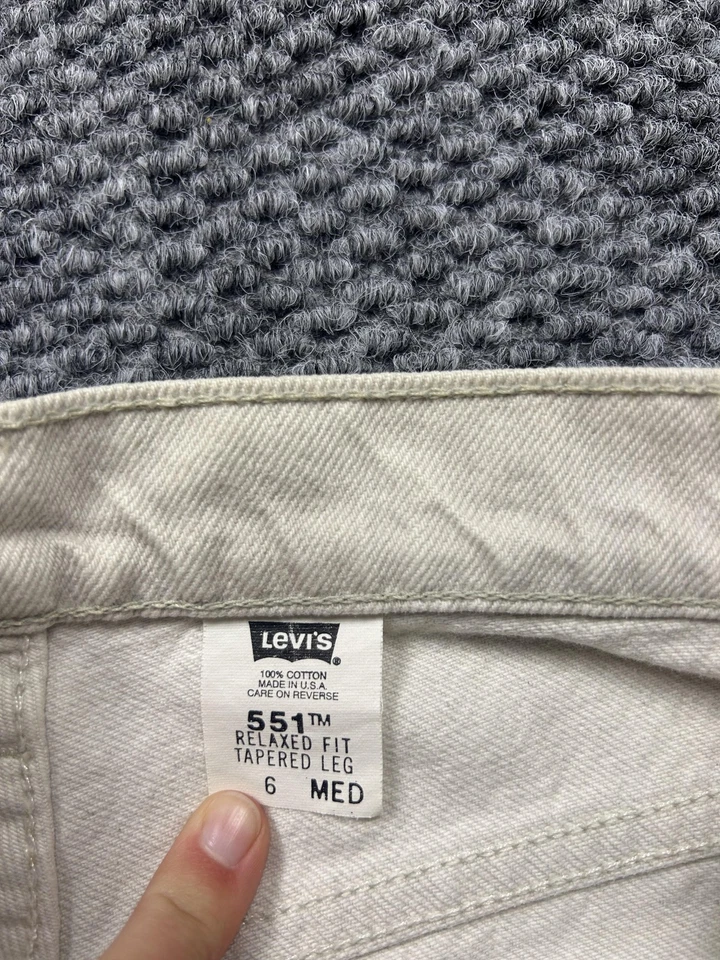 Levi's
100% COTTON
MADE IN U.S.A.
CARE ON REVERSE
551™
RELAXED FIT
TAPERED LEG
6 MED